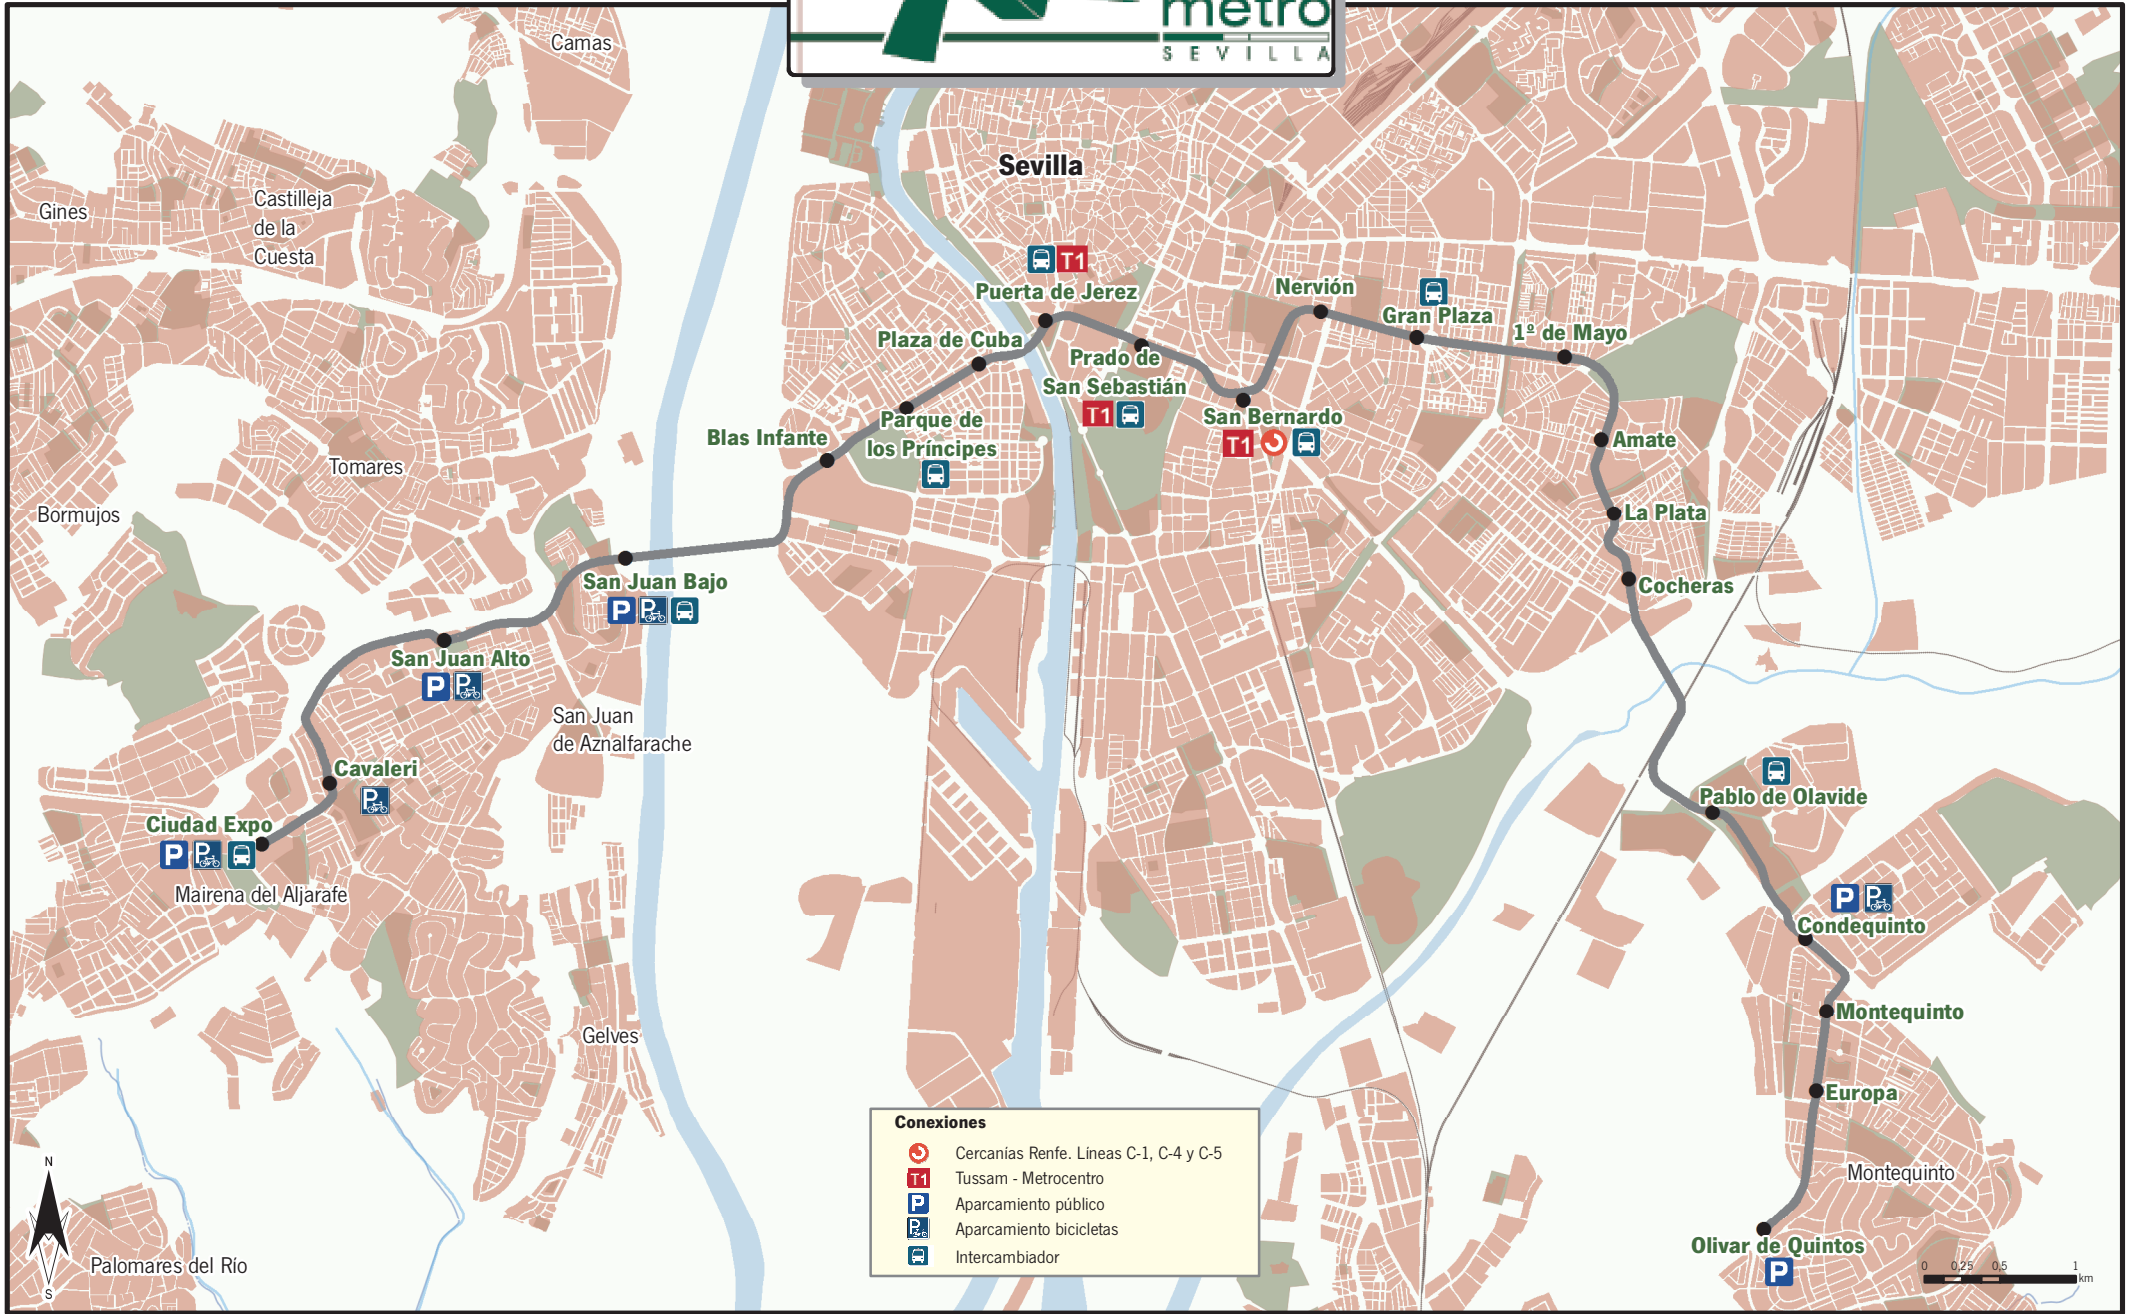 metro
SEVILLA
Camas
Sevilla
Gines
Castilleja
de la
Cuesta
T1
Puerta de Jerez
Nervión
Gran Plaza
1º de Mayo
Plaza de Cuba
Prado de
San Sebastián
T1
San Bernardo
T1
Parque de
los Príncipes
Blas Infante
Amate
Tomares
Bormujos
La Plata
San Juan Bajo
P P
Cocheras
San Juan Alto
P P
San Juan
de Aznalfarache
Cavaleri
P
Pablo de Olavide
Ciudad Expo
P P
Mairena del Aljarafe
P P
Condequinto
Montequinto
Gelves
Europa
Montequinto
Olivar de Quintos
P
Palomares del Río
N
S
Conexiones
Cercanías Renfe. Líneas C-1, C-4 y C-5
T1 Tussam - Metrocentro
P Aparcamiento público
P Aparcamiento bicicletas
Intercambiador
0 0,25 0,5 1
km